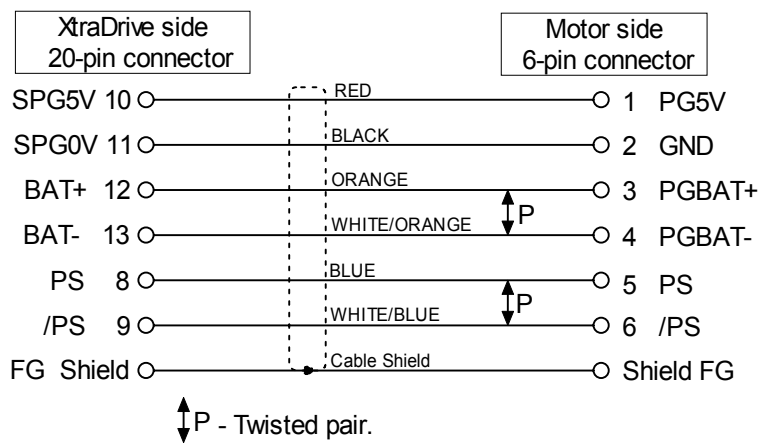 XtraDrive side
20-pin connector
Motor side
6-pin connector
SPG5V 10 RED 1 PG5V
SPG0V 11 BLACK 2 GND
BAT+ 12 ORANGE 3 PGBAT+
P
BAT- 13 WHITE/ORANGE 4 PGBAT-
PS 8 BLUE 5 PS
P
/PS 9 WHITE/BLUE 6 /PS
FG Shield Cable Shield Shield FG
P - Twisted pair.